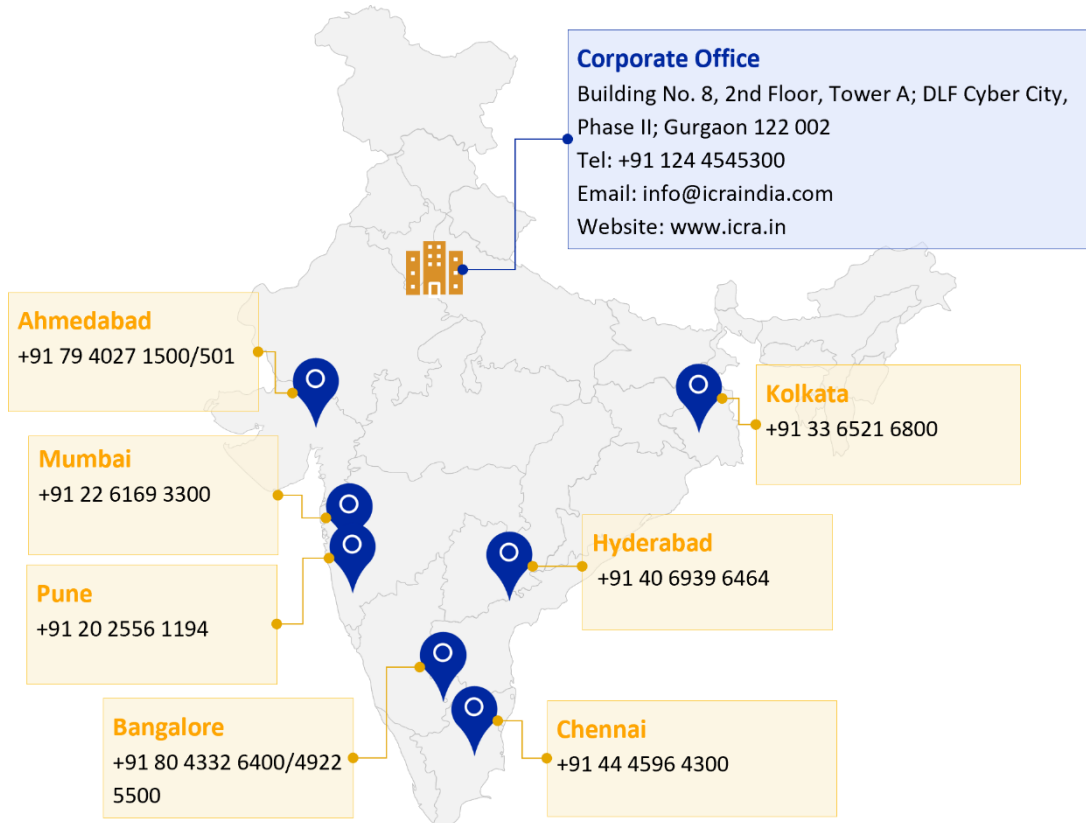 Corporate Office
Building No. 8, 2nd Floor, Tower A; DLF Cyber City,
Phase II; Gurgaon 122 002
Tel: +91 124 4545300
Email: info@icraindia.com
Website: www.icra.in
Ahmedabad
+91 79 4027 1500/501
Kolkata
+91 33 6521 6800
Mumbai
+91 22 6169 3300
Hyderabad
+91 40 6939 6464
Pune
+91 20 2556 1194
Bangalore
+91 80 4332 6400/4922
5500
Chennai
+91 44 4596 4300